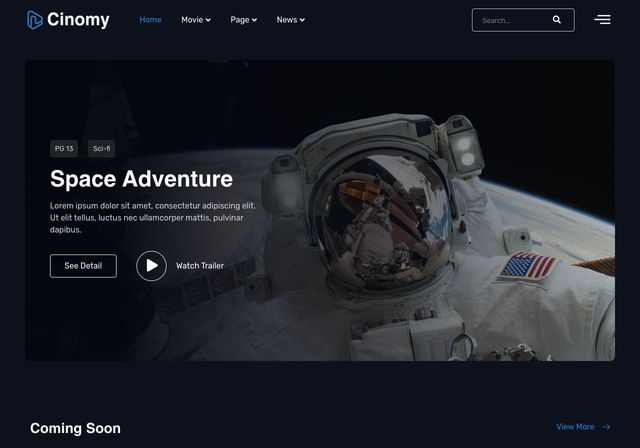 Cinomy
Home
Movie
Page
News
Search...
PG 13
Sci-fi
Space Adventure
Lorem ipsum dolor sit amet, consectetur adipiscing elit.
Ut elit tellus, luctus nec ullamcorper mattis, pulvinar
dapibus.
See Detail
Watch Trailer
Coming Soon
View More